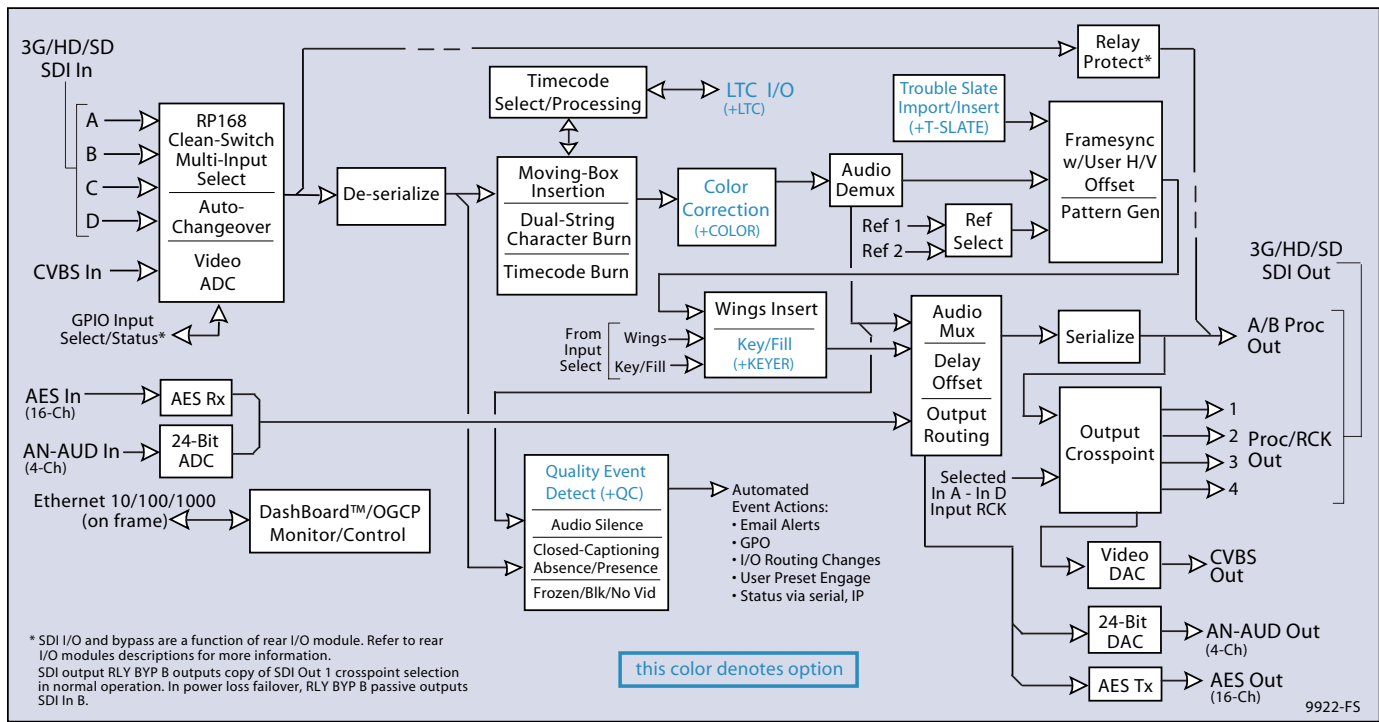 3G/HD/SD
SDI In
A
B
C
D
CVBS In
GPIO Input
Select/Status*
RP168
Clean-Switch
Multi-Input
Select
Auto-
Changeover
Video
ADC
De-serialize
Timecode
Select/Processing
LTC I/O
(+LTC)
Moving-Box
Insertion
Dual-String
Character Burn
Timecode Burn
Color
Correction
(+COLOR)
Audio
Demux
Trouble Slate
Import/Insert
(+T-SLATE)
Ref 1
Ref 2
Ref
Select
Framesync
w/User H/V
Offset
Pattern Gen
Relay
Protect*
3G/HD/SD
SDI Out
From
Input
Select
Wings
Key/Fill
Wings Insert
Key/Fill
(+KEYER)
Audio
Mux
Delay
Offset
Output
Routing
Serialize
A/B Proc
Out
AES In
(16-Ch)
AES Rx
AN-AUD In
(4-Ch)
24-Bit
ADC
Ethernet 10/100/1000
(on frame)
DashBoard™/OGCP
Monitor/Control
Quality Event
Detect (+QC)
Audio Silence
Closed-Captioning
Absence/Presence
Frozen/Blk/No Vid
Automated
Event Actions:
• Email Alerts
• GPO
• I/O Routing Changes
• User Preset Engage
• Status via serial, IP
Selected
In A - In D
Input RCK
Output
Crosspoint
1
2
3
4
Proc/RCK
Out
Video
DAC
CVBS
Out
24-Bit
DAC
AN-AUD Out
(4-Ch)
AES Tx
AES Out
(16-Ch)
* SDI I/O and bypass are a function of rear I/O module. Refer to rear
I/O modules descriptions for more information.
SDI output RLY BYP B outputs copy of SDI Out 1 crosspoint selection
in normal operation. In power loss failover, RLY BYP B passive outputs
SDI In B.
this color denotes option
9922-FS